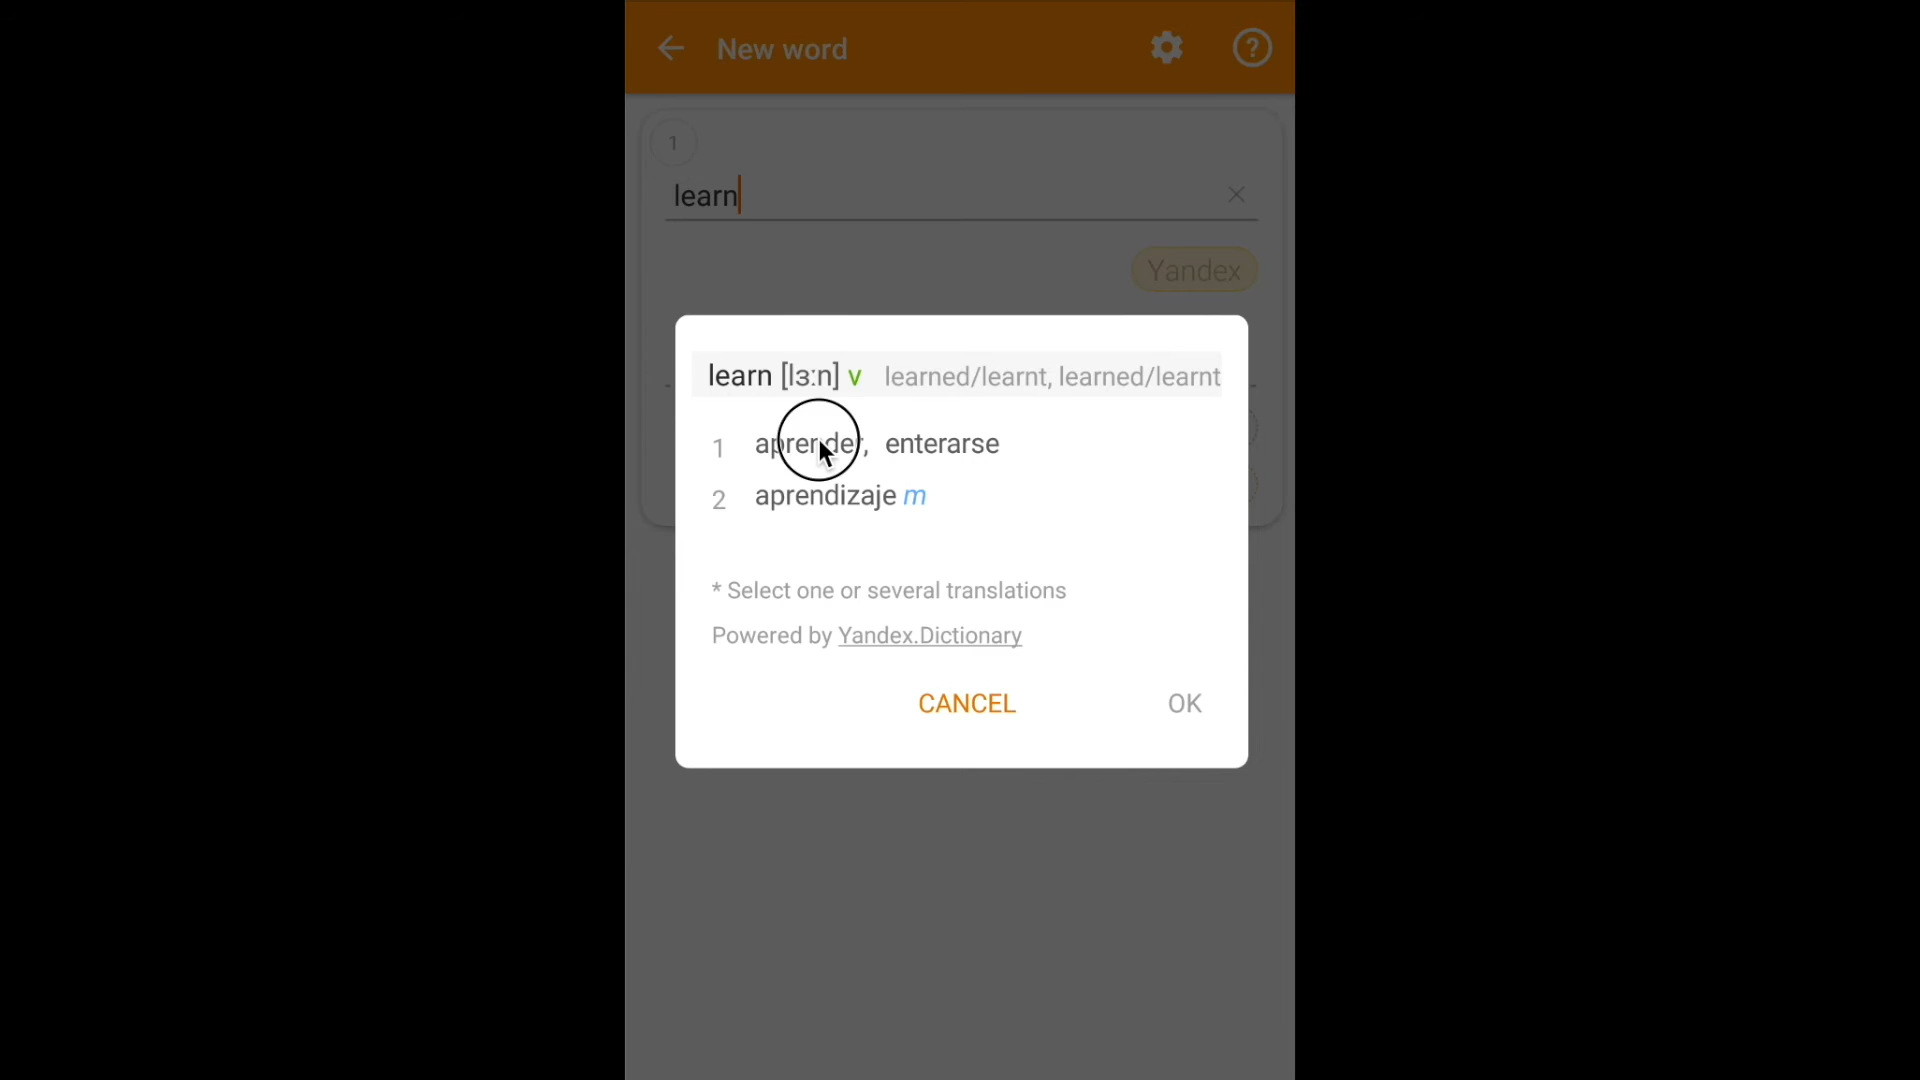 New word
?
1
learn
Yandex
learn [lɜːn] v learned/learnt, learned/learnt
1 aprender, enterarse
2 aprendizaje m
* Select one or several translations
Powered by Yandex.Dictionary
CANCEL OK